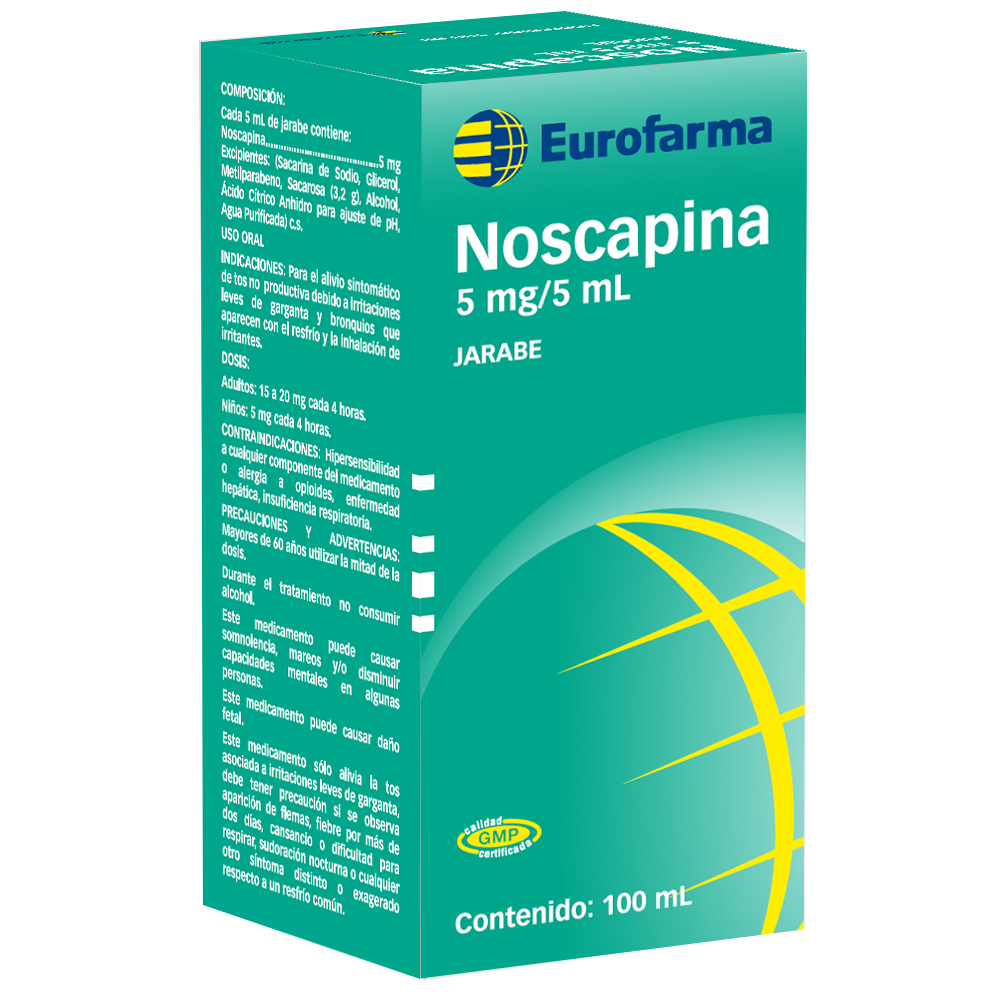 COMPOSICIÓN:
Cada 5 mL de jarabe contiene:
Noscapina.......................................5 mg
Excipientes: (Sacarina de Sodio, Glicerol,
Metilparabeno, Sacarosa (3,2 g), Alcohol,
Ácido Cítrico Anhidro para ajuste de pH,
Agua Purificada) c.s.
USO ORAL
INDICACIONES: Para el alivio sintomático
de tos no productiva debido a irritaciones
leves de garganta y bronquios que
aparecen con el resfrío y la inhalación de
irritantes.
DOSIS:
Adultos: 15 a 20 mg cada 4 horas.
Niños: 5 mg cada 4 horas.
CONTRAINDICACIONES: Hipersensibilidad
a cualquier componente del medicamento
o alergia a opioides, enfermedad
hepática, insuficiencia respiratoria.
PRECAUCIONES Y ADVERTENCIAS:
Mayores de 60 años utilizar la mitad de la
dosis.
Durante el tratamiento no consumir
alcohol.
Este medicamento puede causar
somnolencia, mareos y/o disminuir
capacidades mentales en algunas
personas.
Este medicamento puede causar daño
fetal.
Este medicamento sólo alivia la tos
asociada a irritaciones leves de garganta,
debe tener precaución si se observa
aparición de flemas, fiebre por más de
dos días, cansancio o dificultad para
respirar, sudoración nocturna o cualquier
otro síntoma distinto o exagerado
respecto a un resfrío común.
Eurofarma
Noscapina
Eurofarma
Noscapina
5 mg/5 mL
JARABE
calidad
GMP
certificada
Contenido: 100 mL